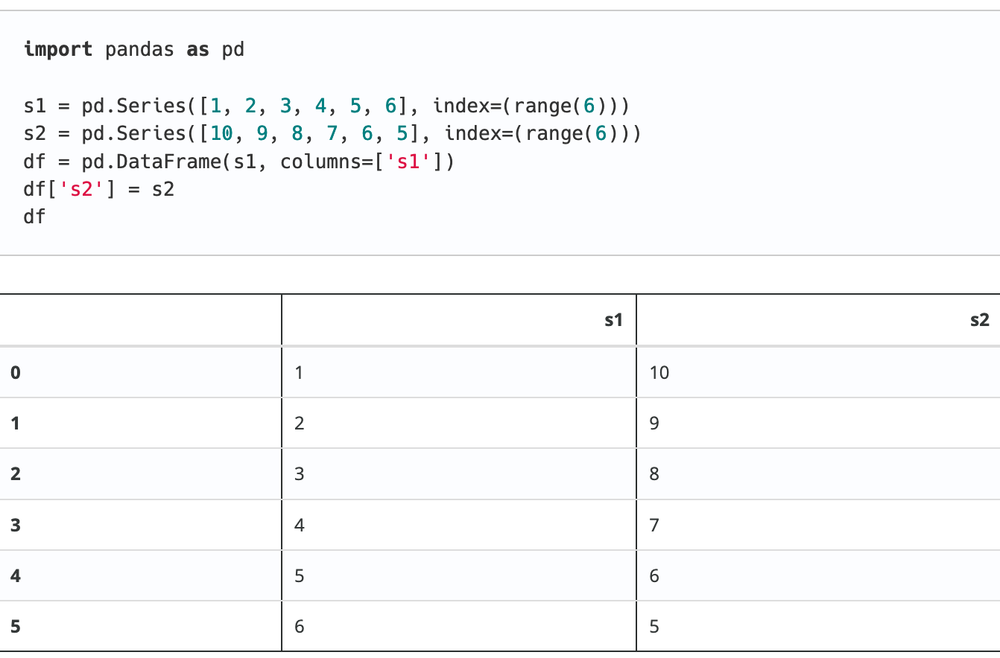 import pandas as pd
s1 = pd.Series([1, 2, 3, 4, 5, 6], index=(range(6)))
s2 = pd.Series([10, 9, 8, 7, 6, 5], index=(range(6)))
df = pd.DataFrame(s1, columns=['s1'])
df['s2'] = s2
df
s1 s2
0 1 10
1 2 9
2 3 8
3 4 7
4 5 6
5 6 5